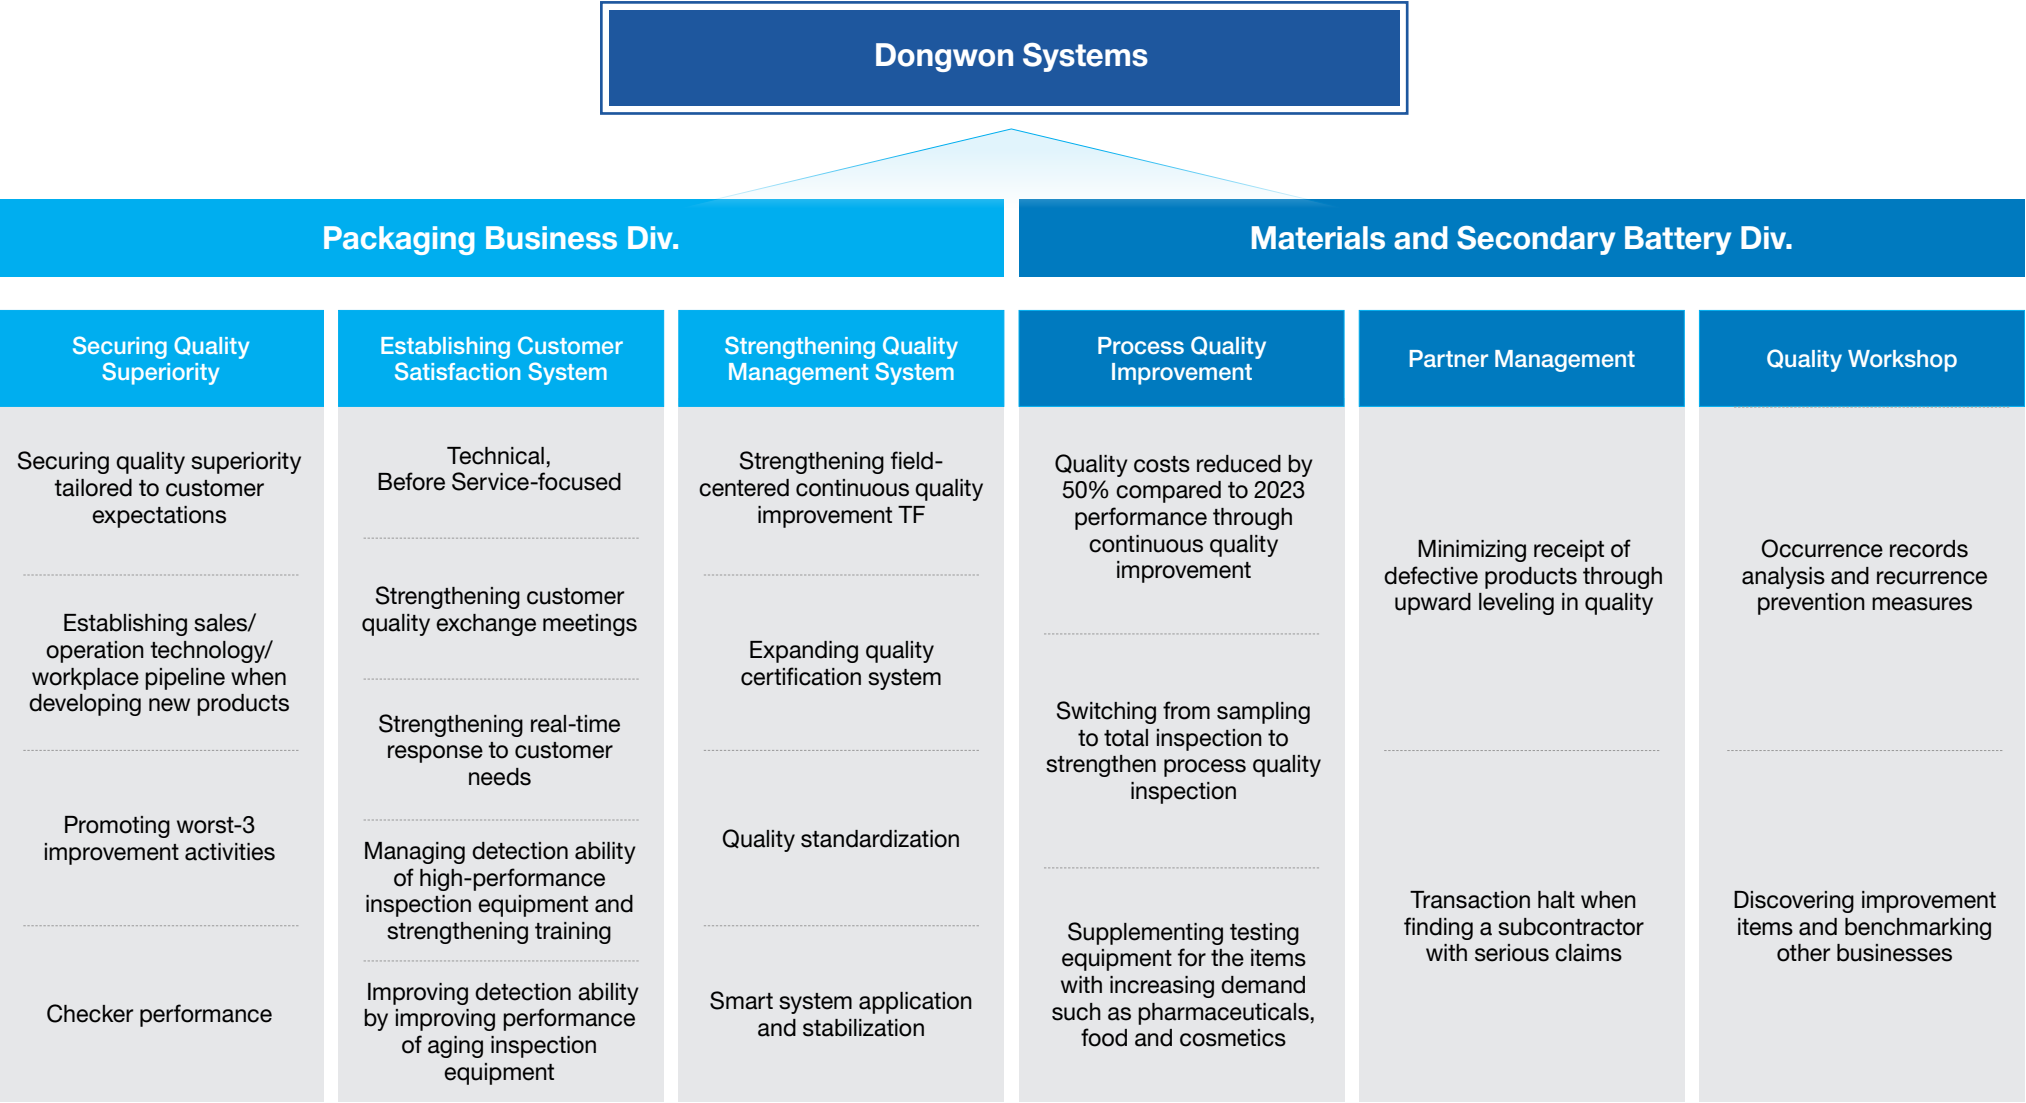 Dongwon Systems
Packaging Business Div.
Materials and Secondary Battery Div.
Securing Quality
Superiority
Securing quality superiority
tailored to customer
expectations
Establishing sales/
operation technology/
workplace pipeline when
developing new products
Promoting worst-3
improvement activities
Checker performance
Establishing Customer
Satisfaction System
Technical,
Before Service-focused
Strengthening customer
quality exchange meetings
Strengthening real-time
response to customer
needs
Managing detection ability
of high-performance
inspection equipment and
strengthening training
Improving detection ability
by improving performance
of aging inspection
equipment
Strengthening Quality
Management System
Strengthening field-
centered continuous quality
improvement TF
Expanding quality
certification system
Quality standardization
Smart system application
and stabilization
Process Quality
Improvement
Quality costs reduced by
50% compared to 2023
performance through
continuous quality
improvement
Switching from sampling
to total inspection to
strengthen process quality
inspection
Supplementing testing
equipment for the items
with increasing demand
such as pharmaceuticals,
food and cosmetics
Partner Management
Minimizing receipt of
defective products through
upward leveling in quality
Transaction halt when
finding a subcontractor
with serious claims
Quality Workshop
Occurrence records
analysis and recurrence
prevention measures
Discovering improvement
items and benchmarking
other businesses